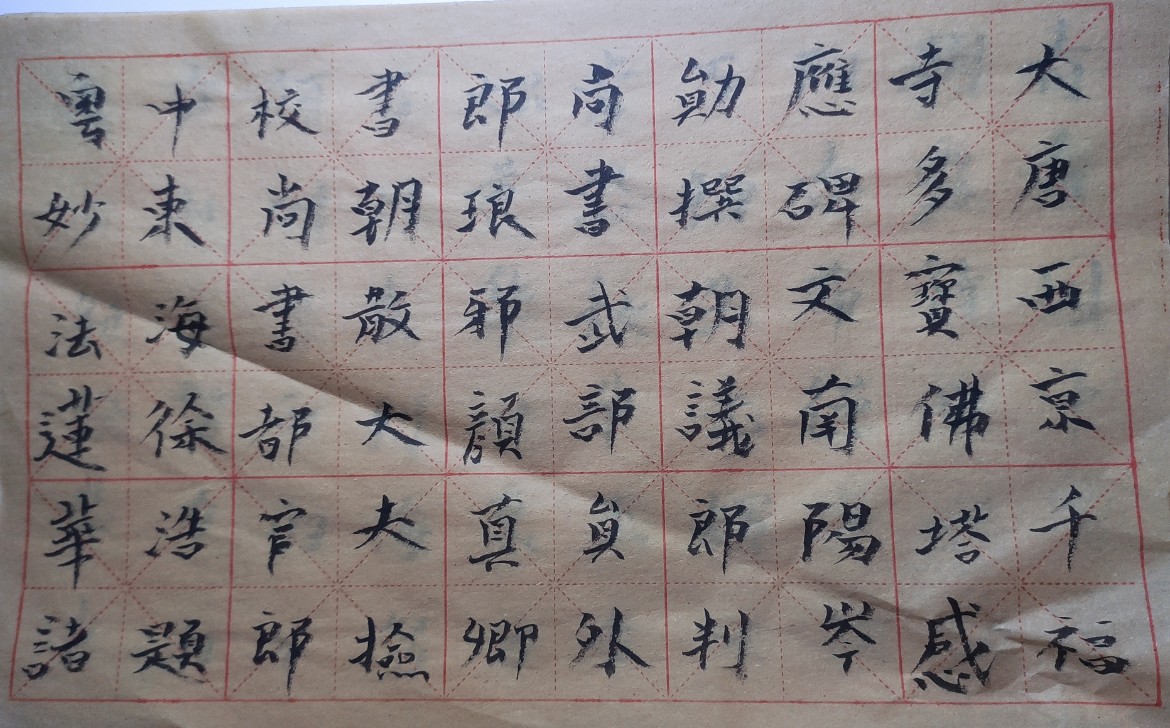 大唐西京千福
寺多寶佛塔感
應碑文南陽岑
勛撰朝議郎判
尚書武部員外
郎琅邪顏真卿
書朝散大夫撿
校尚書都官郎
中東海徐浩題
粵妙法蓮華諸